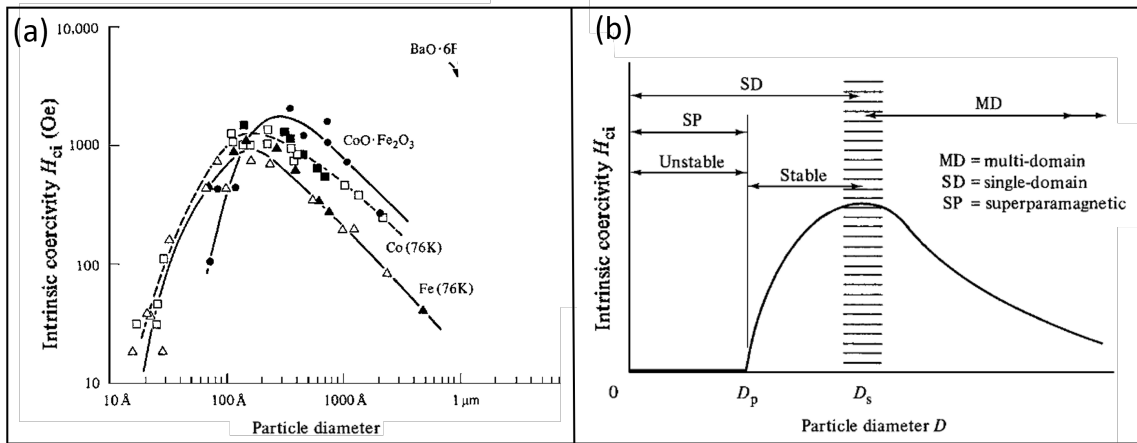 (a)
10,000
1000
100
10
Intrinsic coercivity Hci (Oe)
BaO·6F
CoO·Fe2O3
Co (76K)
Fe (76K)
10 Å
100Å
1000 Å
1 μm
Particle diameter
(b)
SD
MD
SP
Unstable
Stable
MD = multi-domain
SD = single-domain
SP = superparamagnetic
Intrinsic coercivity Hci
0
Dp
Ds
Particle diameter D